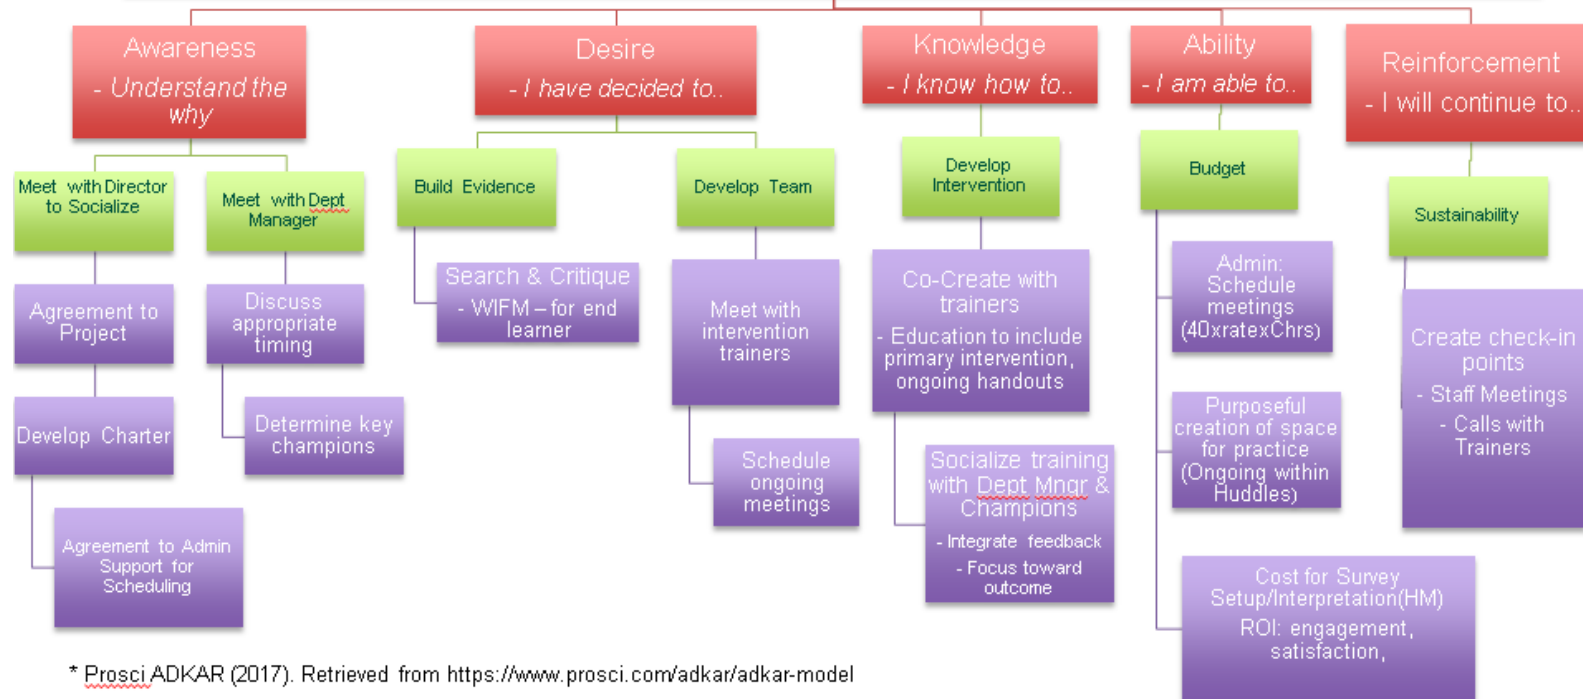 Awareness
- Understand the
why
Desire
- I have decided to..
Knowledge
- I know how to..
Ability
- I am able to..
Reinforcement
- I will continue to..
Meet with Director
to Socialize
Meet with Dept
Manager
Build Evidence
Develop Team
Develop
Intervention
Budget
Sustainability
Agreement to
Project
Develop Charter
Agreement to Admin
Support for
Scheduling
Discuss
appropriate
timing
Determine key
champions
Search & Critique
- WIFM – for end
learner
Meet with
intervention
trainers
Schedule
ongoing
meetings
Co-Create with
trainers
- Education to include
primary intervention,
ongoing handouts
Socialize training
with Dept Mngr &
Champions
- Integrate feedback
- Focus toward
outcome
Admin:
Schedule
meetings
(40xratexChrs)
Purposeful
creation of space
for practice
(Ongoing within
Huddles)
Cost for Survey
Setup/Interpretation(HM)
ROI: engagement,
satisfaction,
Create check-in
points
- Staff Meetings
- Calls with
Trainers
* Prosci ADKAR (2017). Retrieved from https://www.prosci.com/adkar/adkar-model